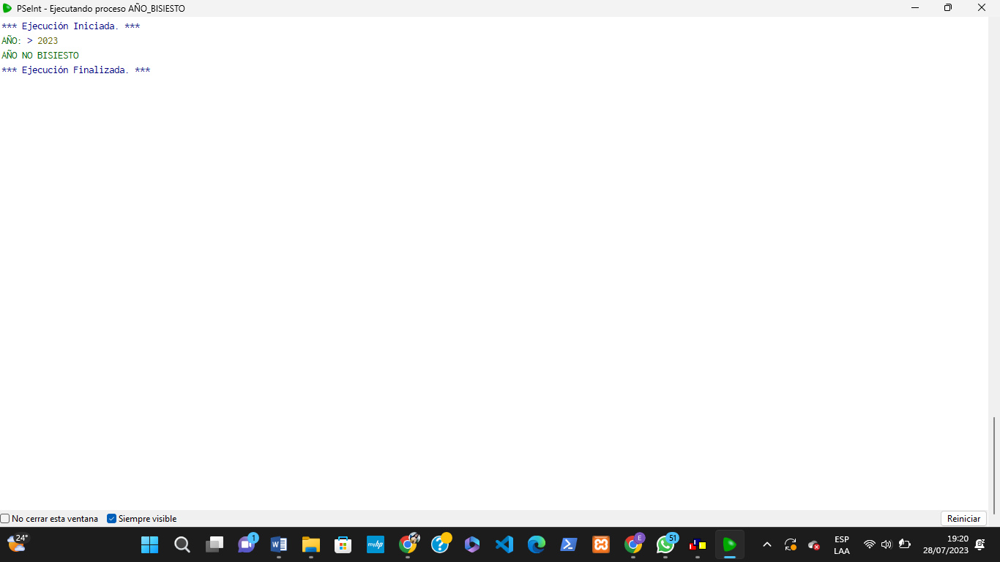 PSeInt - Ejecutando proceso AÑO_BISIESTO
*** Ejecución Iniciada. ***
AÑO: > 2023
AÑO NO BISIESTO
*** Ejecución Finalizada. ***
No cerrar esta ventana
Siempre visible
Reiniciar
24°
1
myhp
E
51
ESP
LAA
19:20
28/07/2023